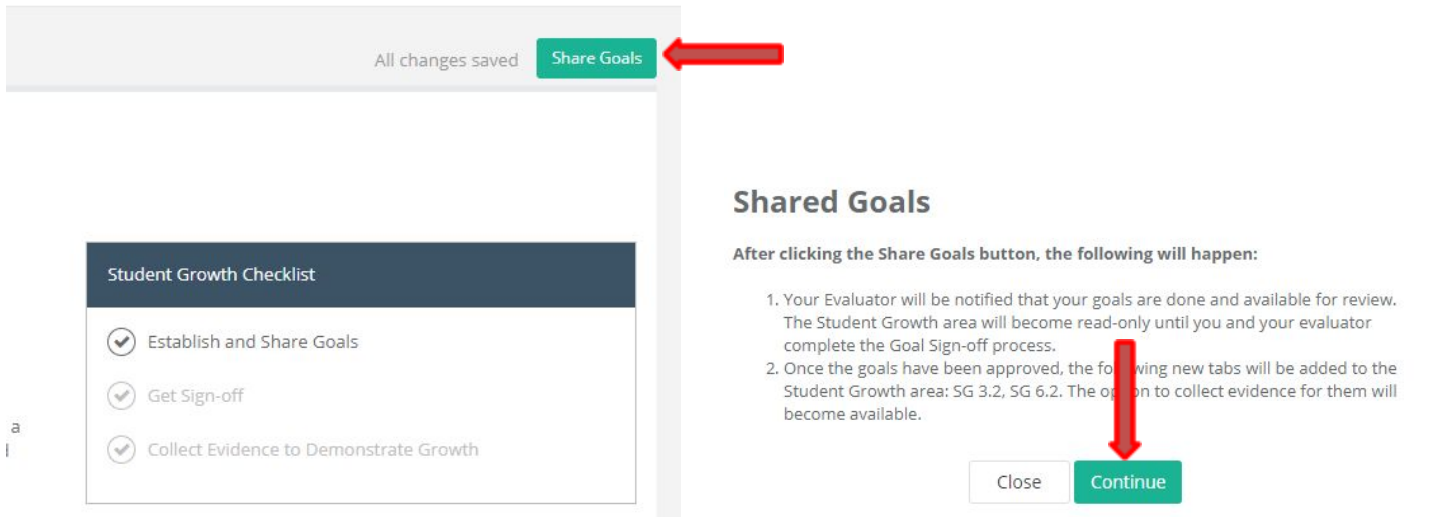 All changes saved
Share Goals
Student Growth Checklist
Establish and Share Goals
Get Sign-off
Collect Evidence to Demonstrate Growth
a
Shared Goals
After clicking the Share Goals button, the following will happen:
1. Your Evaluator will be notified that your goals are done and available for review.
The Student Growth area will become read-only until you and your evaluator
complete the Goal Sign-off process.
2. Once the goals have been approved, the following new tabs will be added to the
Student Growth area: SG 3.2, SG 6.2. The option to collect evidence for them will
become available.
Close
Continue